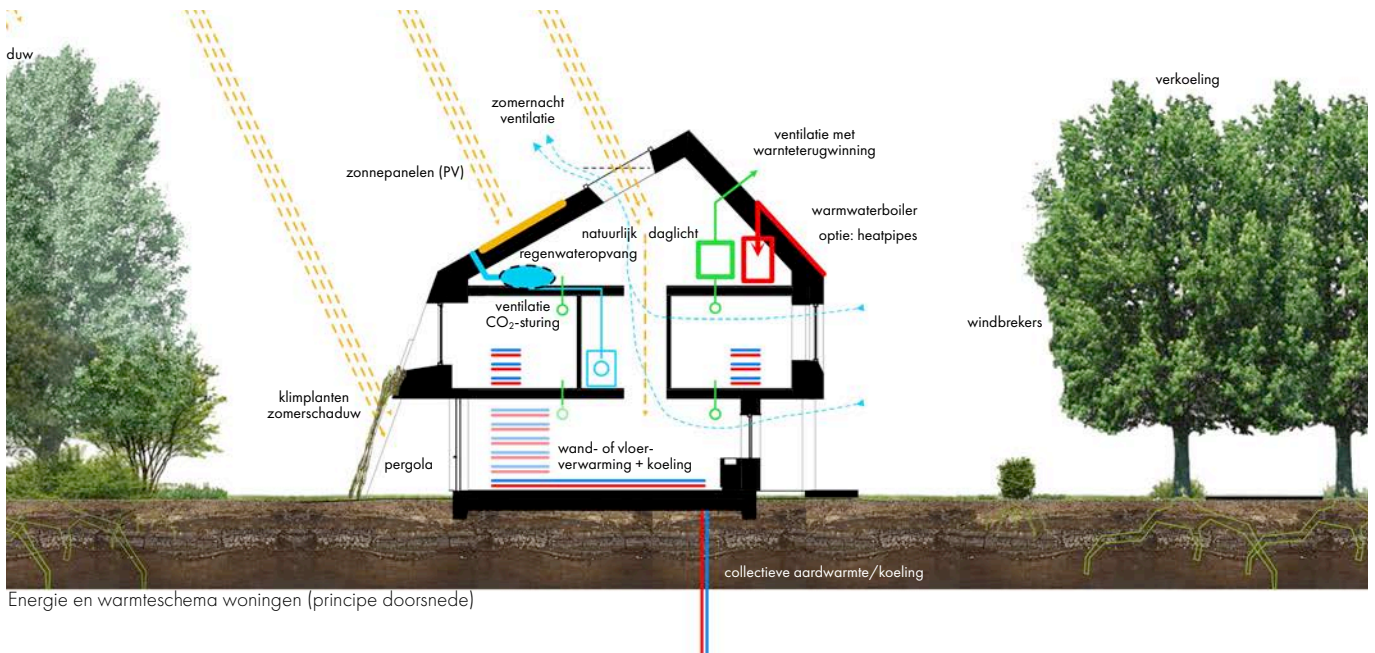 duw
verkoeling
zomernacht
ventilatie
ventilatie met
warnteterugwinning
zonnepanelen (PV)
warmwaterboiler
optie: heatpipes
natuurlijk daglicht
regenwateropvang
ventilatie
CO₂-sturing
windbrekers
klimplanten
zomerschaduw
wand- of vloer-
verwarming + koeling
pergola
collectieve aardwarmte/koeling
Energie en warmteschema woningen (principe doorsnede)